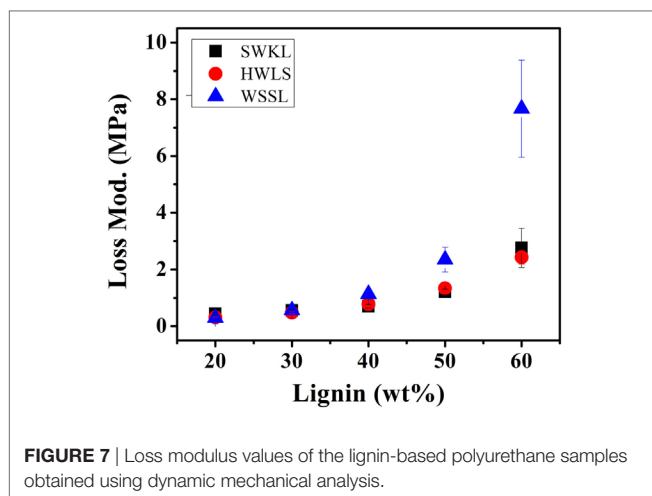 SWKL
HWLS
WSSL
10
8
6
4
2
0
Loss Mod. (MPa)
20 30 40 50 60
Lignin (wt%)
FIGURE 7 | Loss modulus values of the lignin-based polyurethane samples
obtained using dynamic mechanical analysis.